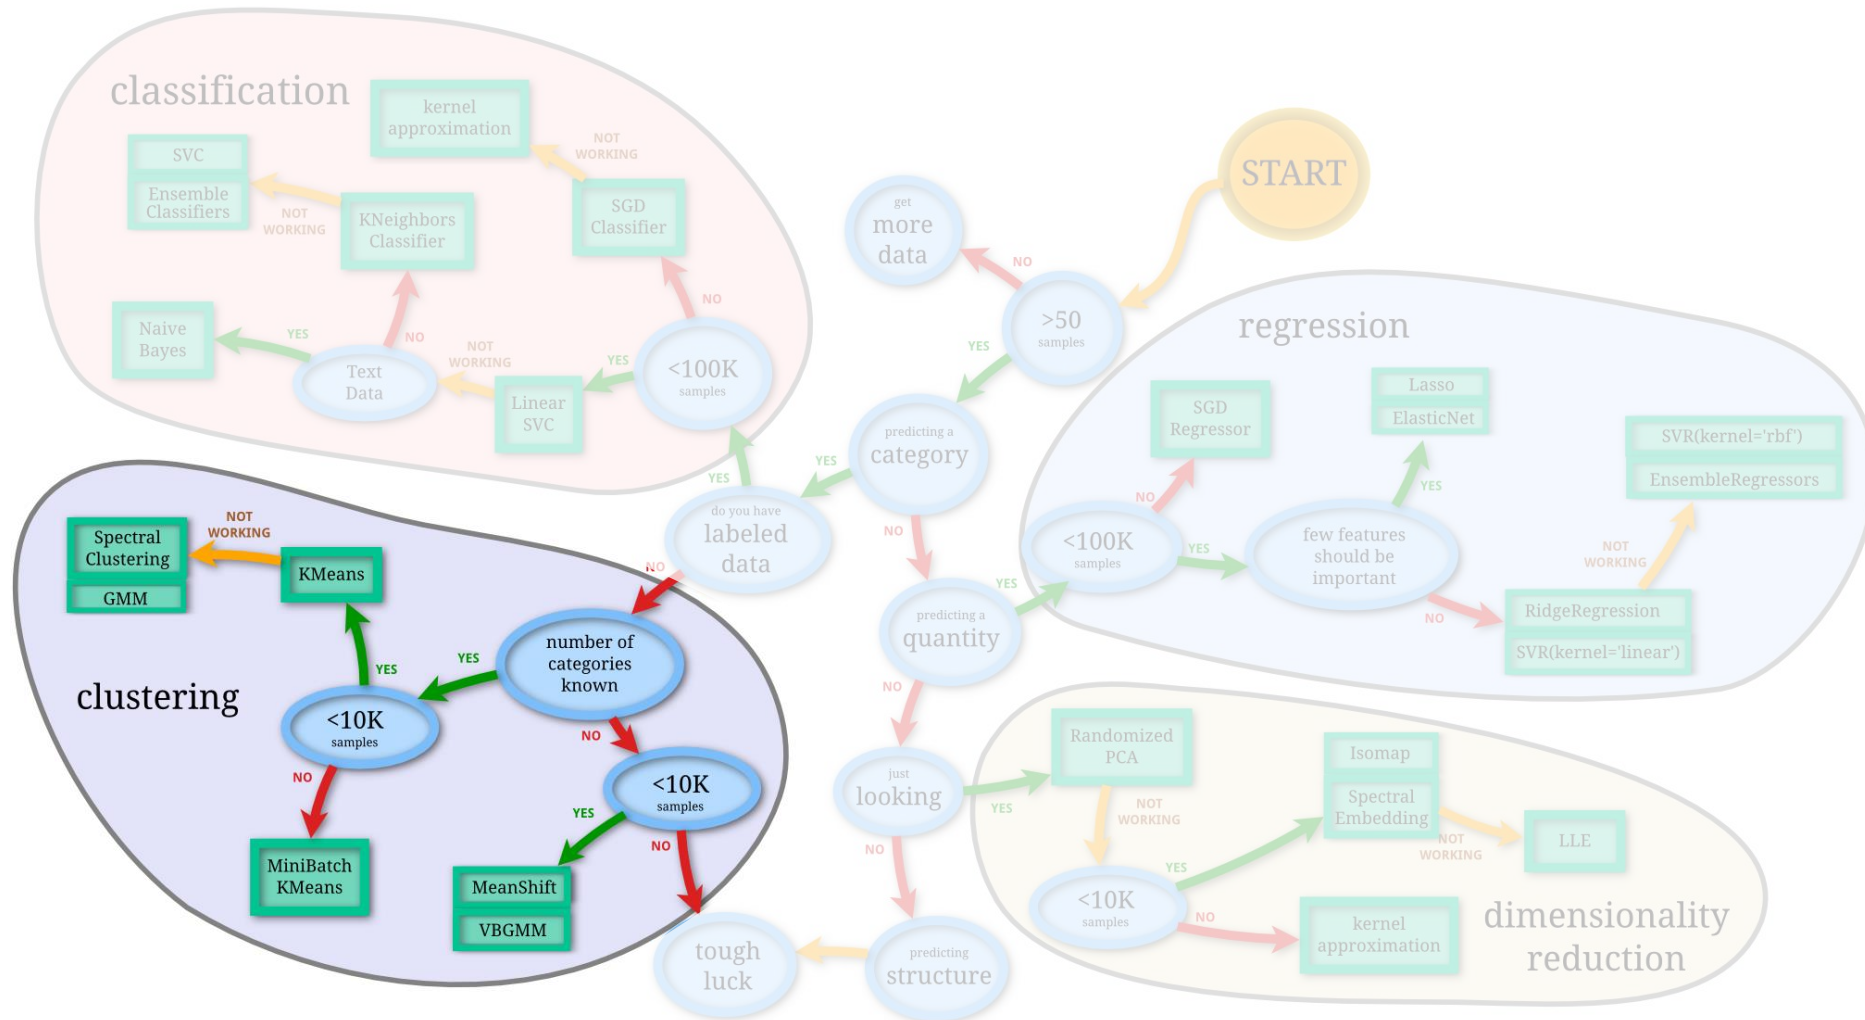 classification
kernel
approximation
NOT
WORKING
SVC
Ensemble
Classifiers
NOT
WORKING
KNeighbors
Classifier
SGD
Classifier
NO
Naive
Bayes
YES
NO
Text
Data
NOT
WORKING
Linear
SVC
YES
<100K
samples
START
get
more
data
NO
>50
samples
YES
predicting a
category
YES
YES
do you have
labeled
data
NO
NO
predicting a
quantity
YES
NO
just
looking
YES
NO
predicting
structure
tough
luck
regression
SGD
Regressor
Lasso
ElasticNet
SVR(kernel='rbf')
EnsembleRegressors
NO
YES
<100K
samples
YES
few features
should be
important
NOT
WORKING
NO
RidgeRegression
SVR(kernel='linear')
clustering
Spectral
Clustering
GMM
NOT
WORKING
KMeans
number of
categories
known
YES
YES
<10K
samples
NO
NO
<10K
samples
MiniBatch
KMeans
YES
NO
MeanShift
VBGMM
Randomized
PCA
NOT
WORKING
Isomap
Spectral
Embedding
NOT
WORKING
LLE
YES
<10K
samples
NO
kernel
approximation
dimensionality
reduction